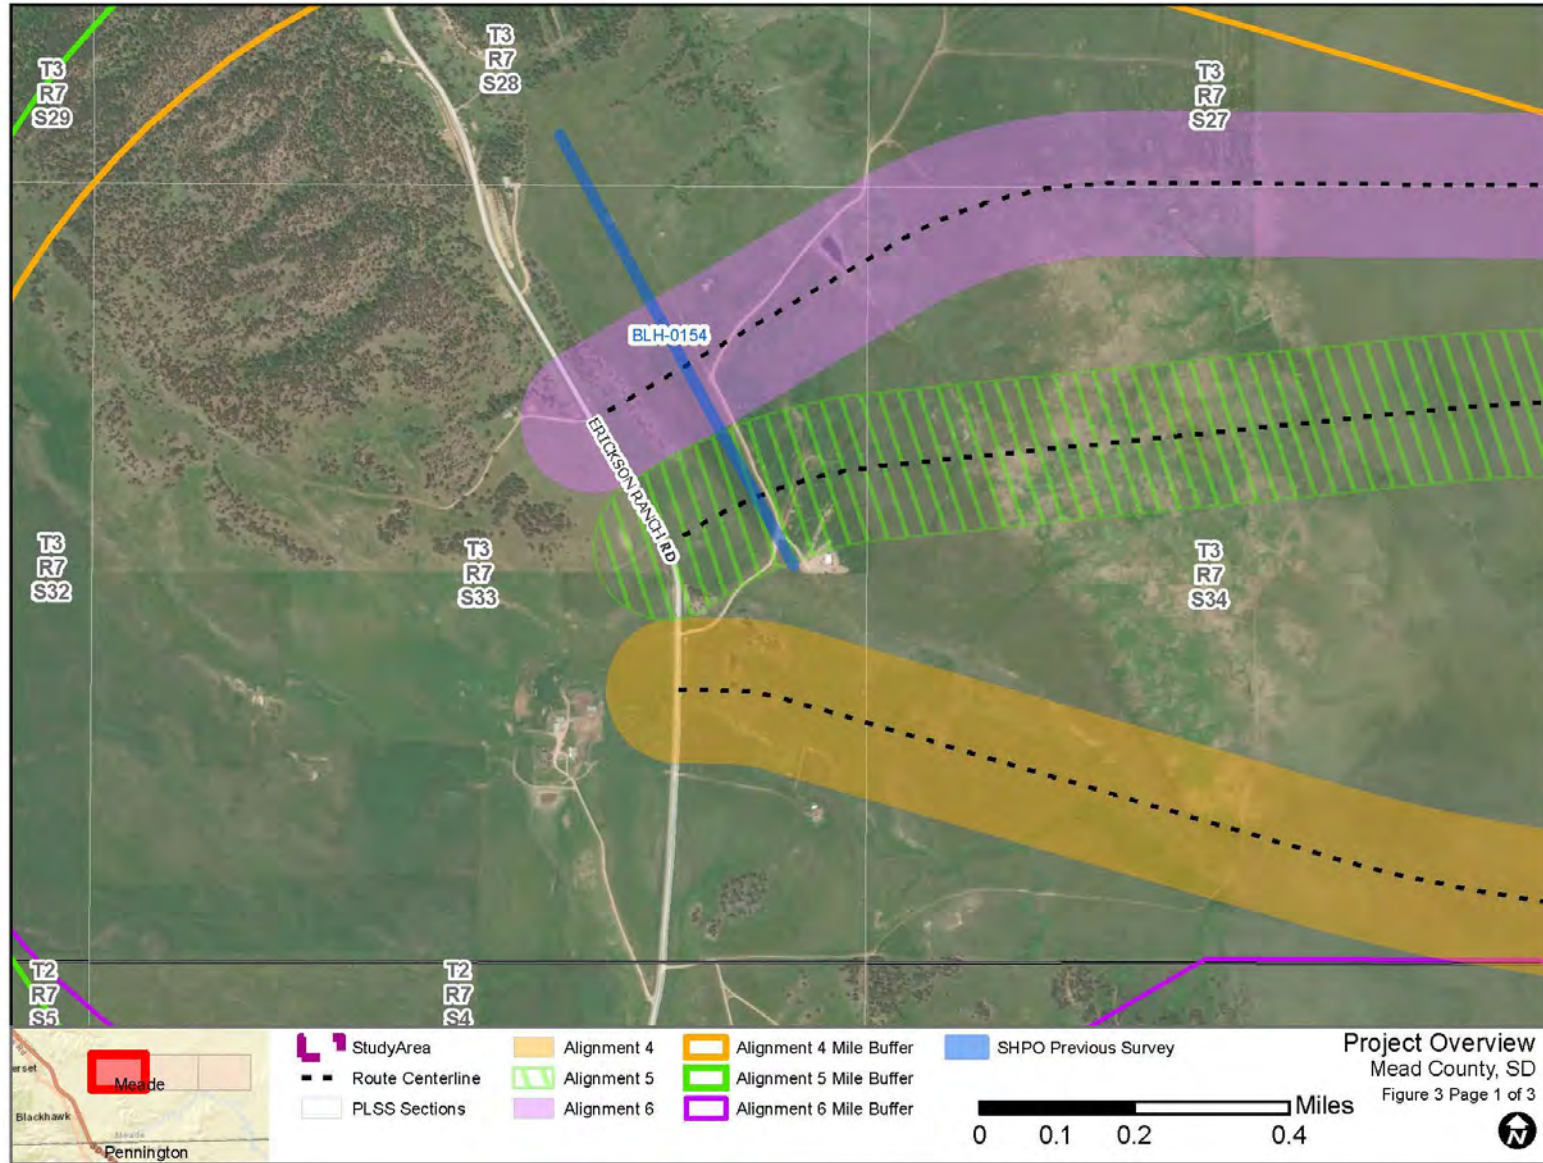 T3
R7
S28
T3
R7
S29
T3
R7
S27
BLH-0154
ERICKSON RANCH RD
T3
R7
S32
T3
R7
S33
T3
R7
S34
T2
R7
S5
T2
R7
S4
Rd
erset
Meade
Blackhawk
Meade
Pennington
StudyArea
Route Centerline
PLSS Sections
Alignment 4
Alignment 5
Alignment 6
Alignment 4 Mile Buffer
Alignment 5 Mile Buffer
Alignment 6 Mile Buffer
SHPO Previous Survey
Miles
0 0.1 0.2 0.4
Project Overview
Mead County, SD
Figure 3 Page 1 of 3
N